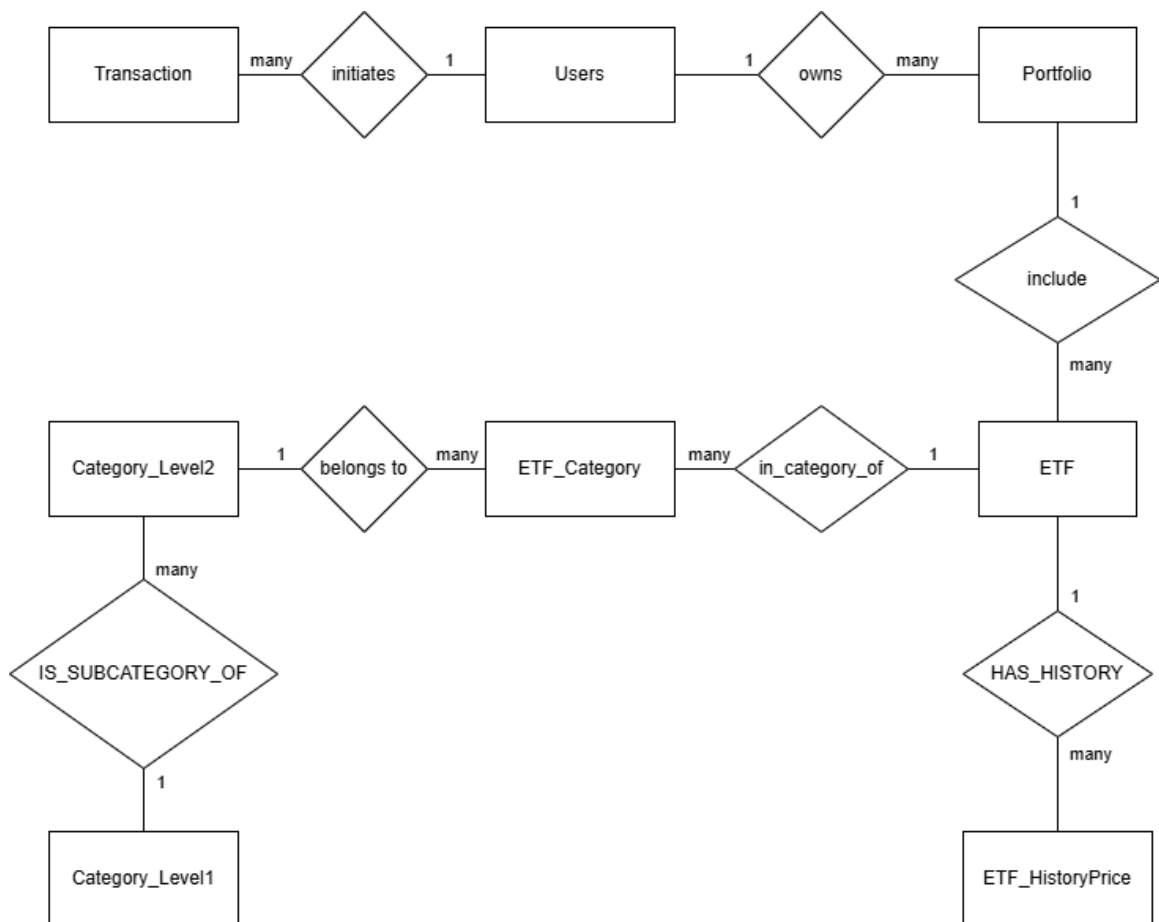 Transaction
many
initiates
1
Users
1
owns
many
Portfolio
1
include
many
Category_Level2
1
belongs to
many
ETF_Category
many
in_category_of
1
ETF
many
1
IS_SUBCATEGORY_OF
HAS_HISTORY
many
1
Category_Level1
ETF_HistoryPrice